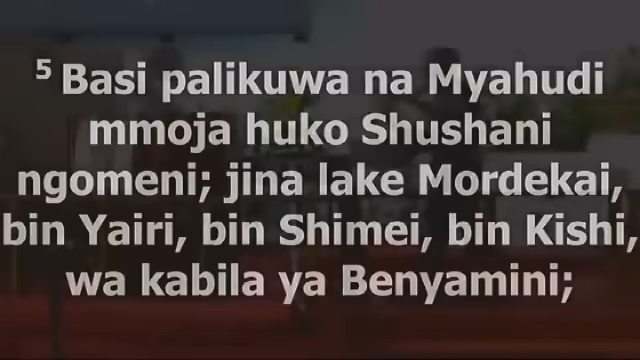 5 Basi palikuwa na Myahudi
mmoja huko Shushani
ngomeni; jina lake Mordekai,
bin Yairi, bin Shimei, bin Kishi,
wa kabila ya Benyamini;